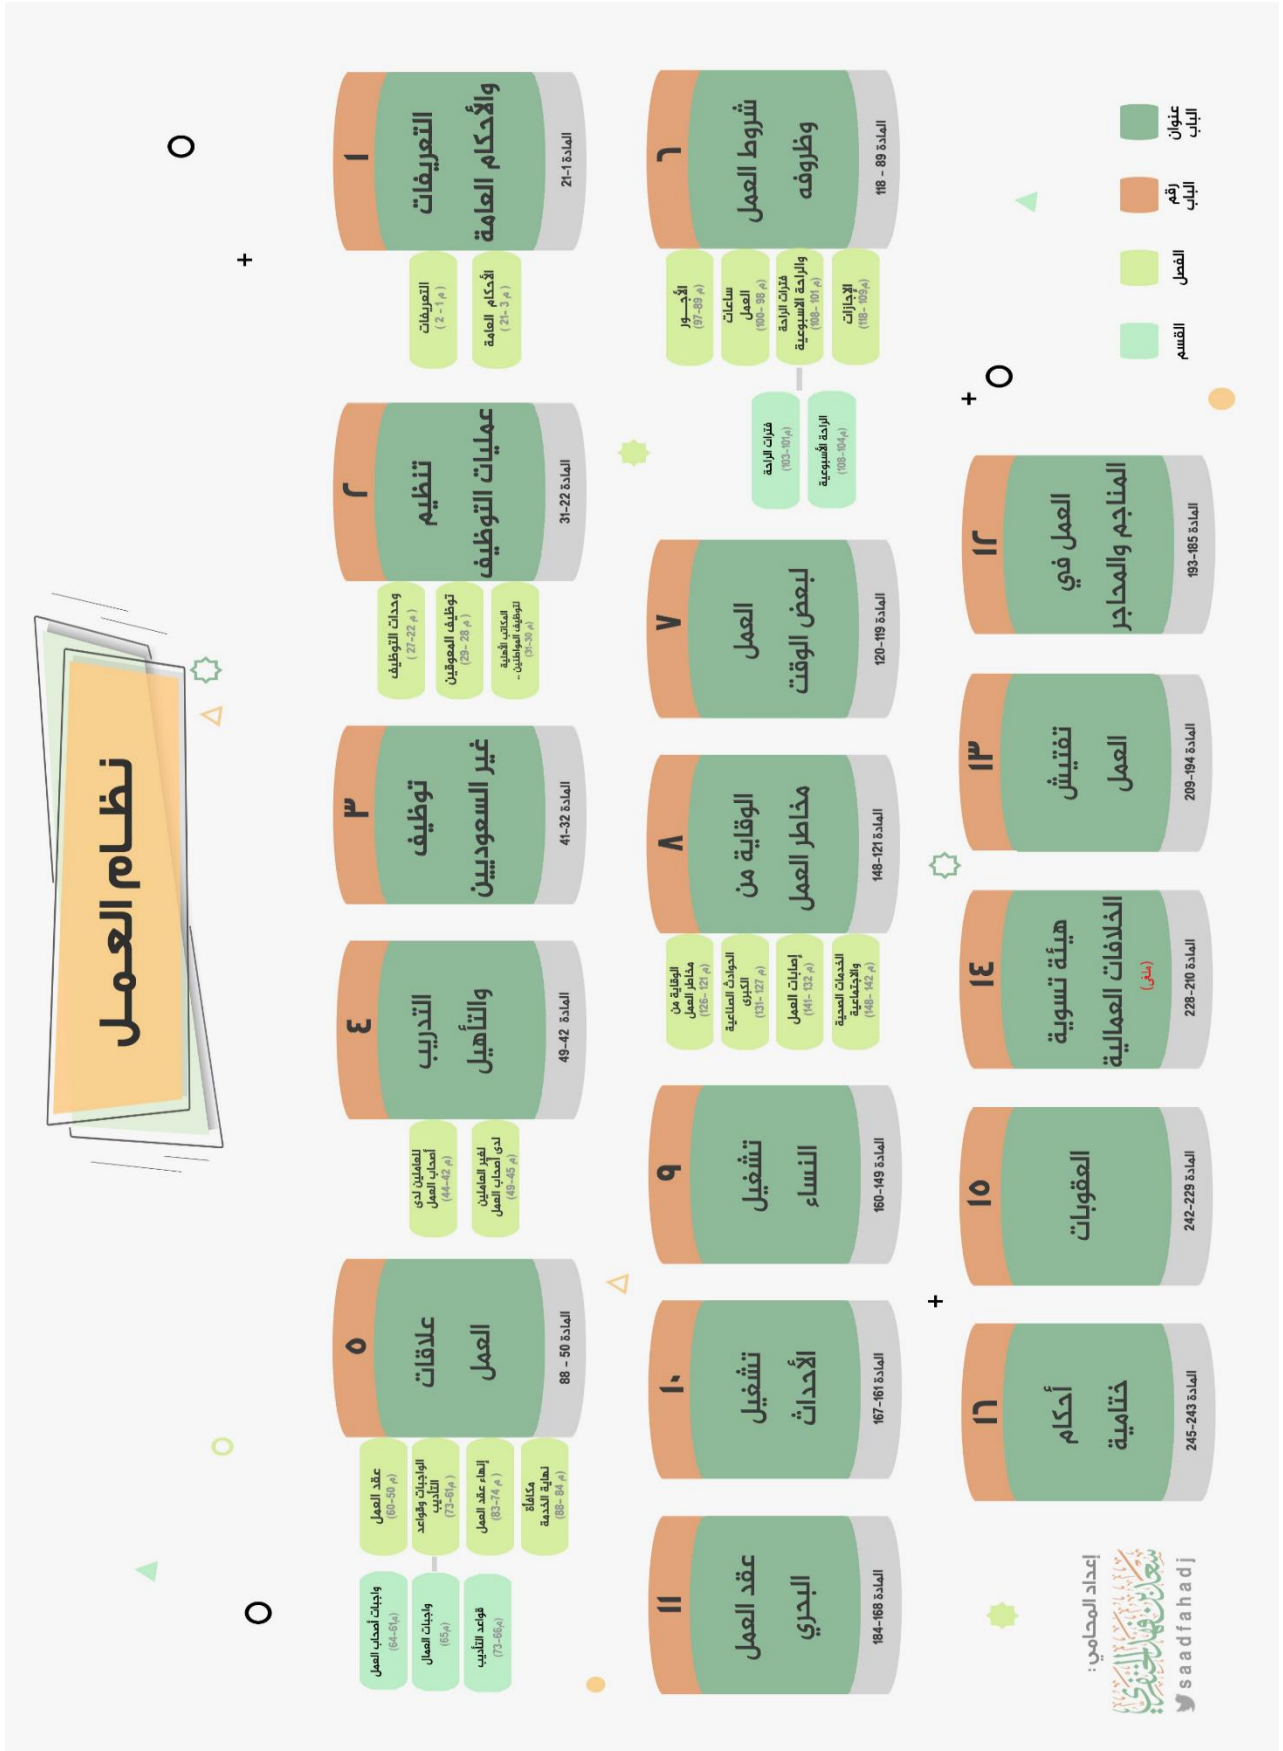 نظـام العمـل
١
التعريفات
والأحكام العامة
المادة 1-21
التعريفات
( م 1 - 2 )
الأحكام العامة
( م 3 -21 )
٢
تنظيم
عمليات التوظيف
المادة 22-31
وحدات التوظيف
( م 22-27 )
توظيف المعوقين
( م 28 -29)
المكاتب الأهلية
لتوظيف المواطنين ..
(م 30-31)
٣
توظيف
غير السعوديين
المادة 32-41
٤
التدريب
والتأهيل
المادة 42-49
للعاملين لدى
أصحاب العمل
(م 42-44)
لغير العاملين
لدى أصحاب العمل
(م 45-49)
٥
علاقات
العمل
المادة 50 - 88
عقد العمل
(م 50-60)
الواجبات وقواعد
التأديب
(م61-73)
إنهاء عقد العمل
( م 74-83)
مكافأة
نهاية الخدمة
(م 84 -88)
واجبات أصحاب العمل
(م61-64)
واجبات العمال
(م65)
قواعد التأديب
(م66-73)
٦
شروط العمل
وظروفه
المادة 89 - 118
الأجـــور
(م 89-97)
ساعات
العمل
(م 98 -100)
فترات الراحة
والراحة الاسبوعية
(م 101 -108)
الإجازات
(م109 -118)
فترات الراحة
(م101-103)
الراحة الأسبوعية
(م104-108)
٧
العمل
لبعض الوقت
المادة 119-120
٨
الوقاية من
مخاطر العمل
المادة 121-148
الوقاية من
مخاطر العمل
(م 121 -126)
الحوادث الصناعية
الكبرى
(م 127 -131)
إصابات العمل
(م 132 -141)
الخدمات الصحية
والاجتماعية
(م 142 -148)
٩
تشغيل
النساء
المادة 149-160
١٠
تشغيل
الأحداث
المادة 161-167
١١
عقد العمل
البحري
المادة 168-184
١٢
العمل في
المناجم والمحاجر
المادة 185-193
١٣
تفتيش
العمل
المادة 194-209
١٤
هيئة تسوية
الخلافات العمالية
(ملغى)
المادة 210-228
١٥
العقوبات
المادة 229-242
١٦
أحكام
ختامية
المادة 243-245
عنوان
الباب
رقم
الباب
الفصل
القسم
إعداد المحامي :
saadfahadj